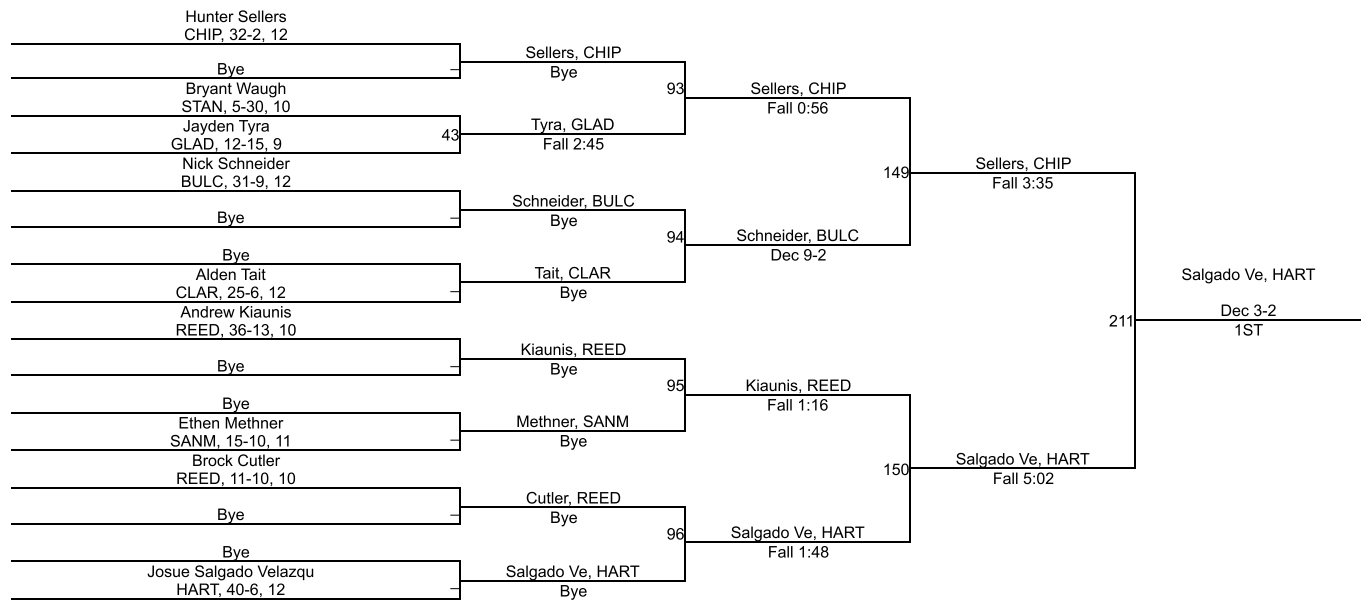 Hunter Sellers
CHIP, 32-2, 12
Bye
Bryant Waugh
STAN, 5-30, 10
Jayden Tyra
GLAD, 12-15, 9
Nick Schneider
BULC, 31-9, 12
Bye
Bye
Alden Tait
CLAR, 25-6, 12
Andrew Kiaunis
REED, 36-13, 10
Bye
Bye
Ethen Methner
SANM, 15-10, 11
Brock Cutler
REED, 11-10, 10
Bye
Bye
Josue Salgado Velazqu
HART, 40-6, 12
–
43
–
–
–
–
–
–
Sellers, CHIP
Bye
Tyra, GLAD
Fall 2:45
Schneider, BULC
Bye
Tait, CLAR
Bye
Kiaunis, REED
Bye
Methner, SANM
Bye
Cutler, REED
Bye
Salgado Ve, HART
Bye
93
94
95
96
Sellers, CHIP
Fall 0:56
Schneider, BULC
Dec 9-2
Kiaunis, REED
Fall 1:16
Salgado Ve, HART
Fall 1:48
149
150
Sellers, CHIP
Fall 3:35
Salgado Ve, HART
Fall 5:02
211
Salgado Ve, HART
Dec 3-2
1ST